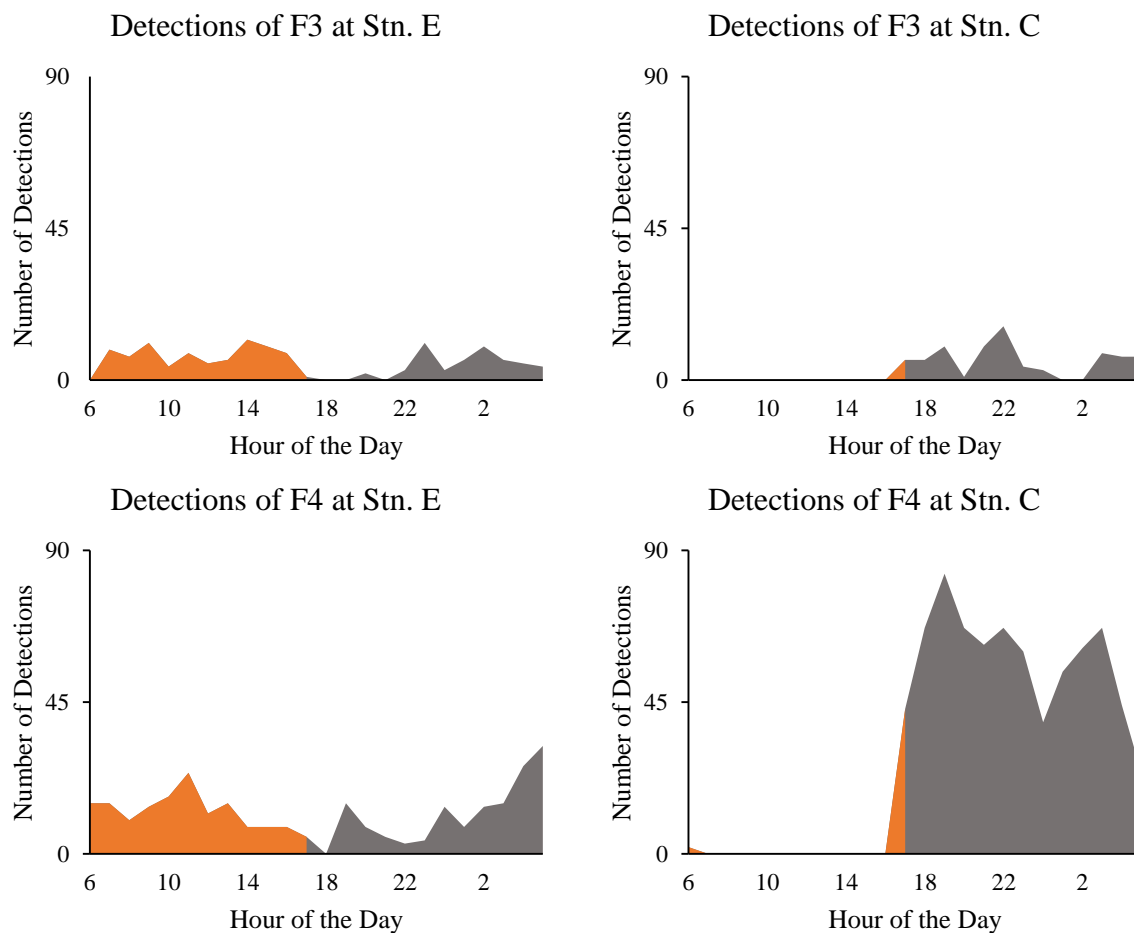 Detections of F3 at Stn. E
90
45
0
Number of Detections
6 10 14 18 22 2
Hour of the Day
Detections of F3 at Stn. C
90
45
0
Number of Detections
6 10 14 18 22 2
Hour of the Day
Detections of F4 at Stn. E
90
45
0
Number of Detections
6 10 14 18 22 2
Hour of the Day
Detections of F4 at Stn. C
90
45
0
Number of Detections
6 10 14 18 22 2
Hour of the Day